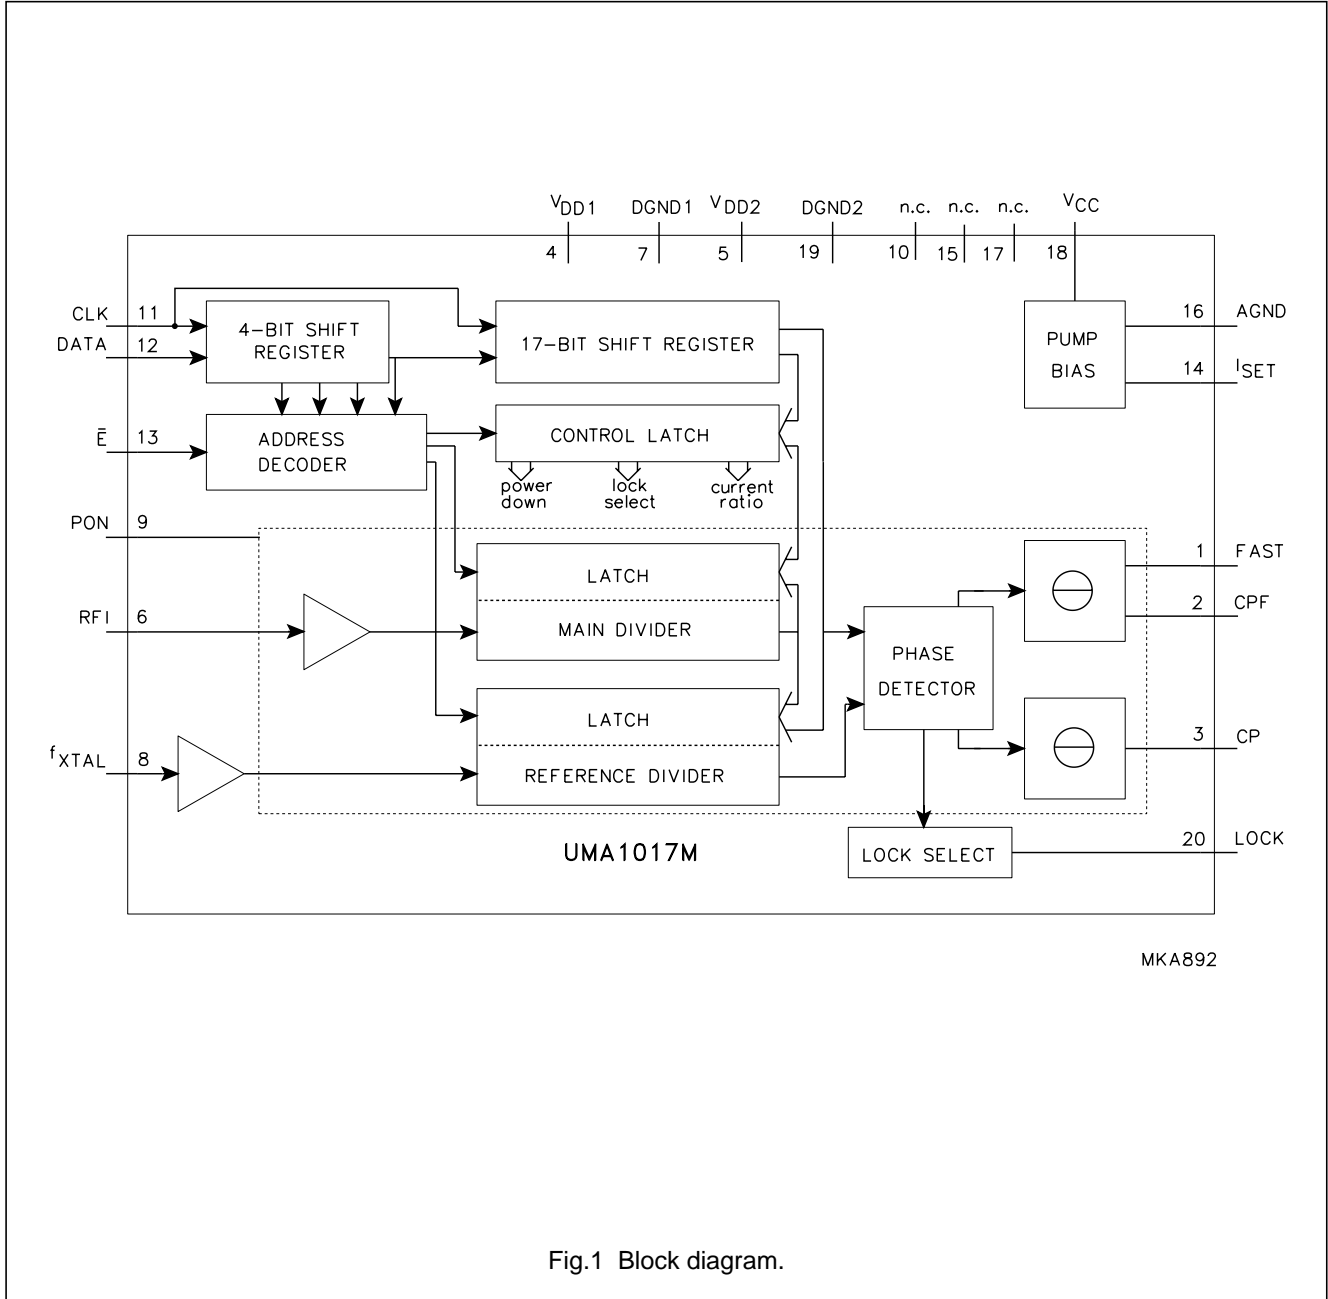 VDD1 DGND1 VDD2 DGND2 n.c. n.c. n.c. VCC
4 7 5 19 10 15 17 18
CLK 11
DATA 12
4-BIT SHIFT
REGISTER
17-BIT SHIFT REGISTER
PUMP
BIAS
16 AGND
14 ISET
Ē 13
ADDRESS
DECODER
CONTROL LATCH
power
down
lock
select
current
ratio
PON 9
LATCH
MAIN DIVIDER
RFI 6
1 FAST
2 CPF
PHASE
DETECTOR
LATCH
REFERENCE DIVIDER
fXTAL 8
3 CP
UMA1017M
LOCK SELECT
20 LOCK
MKA892
Fig.1 Block diagram.